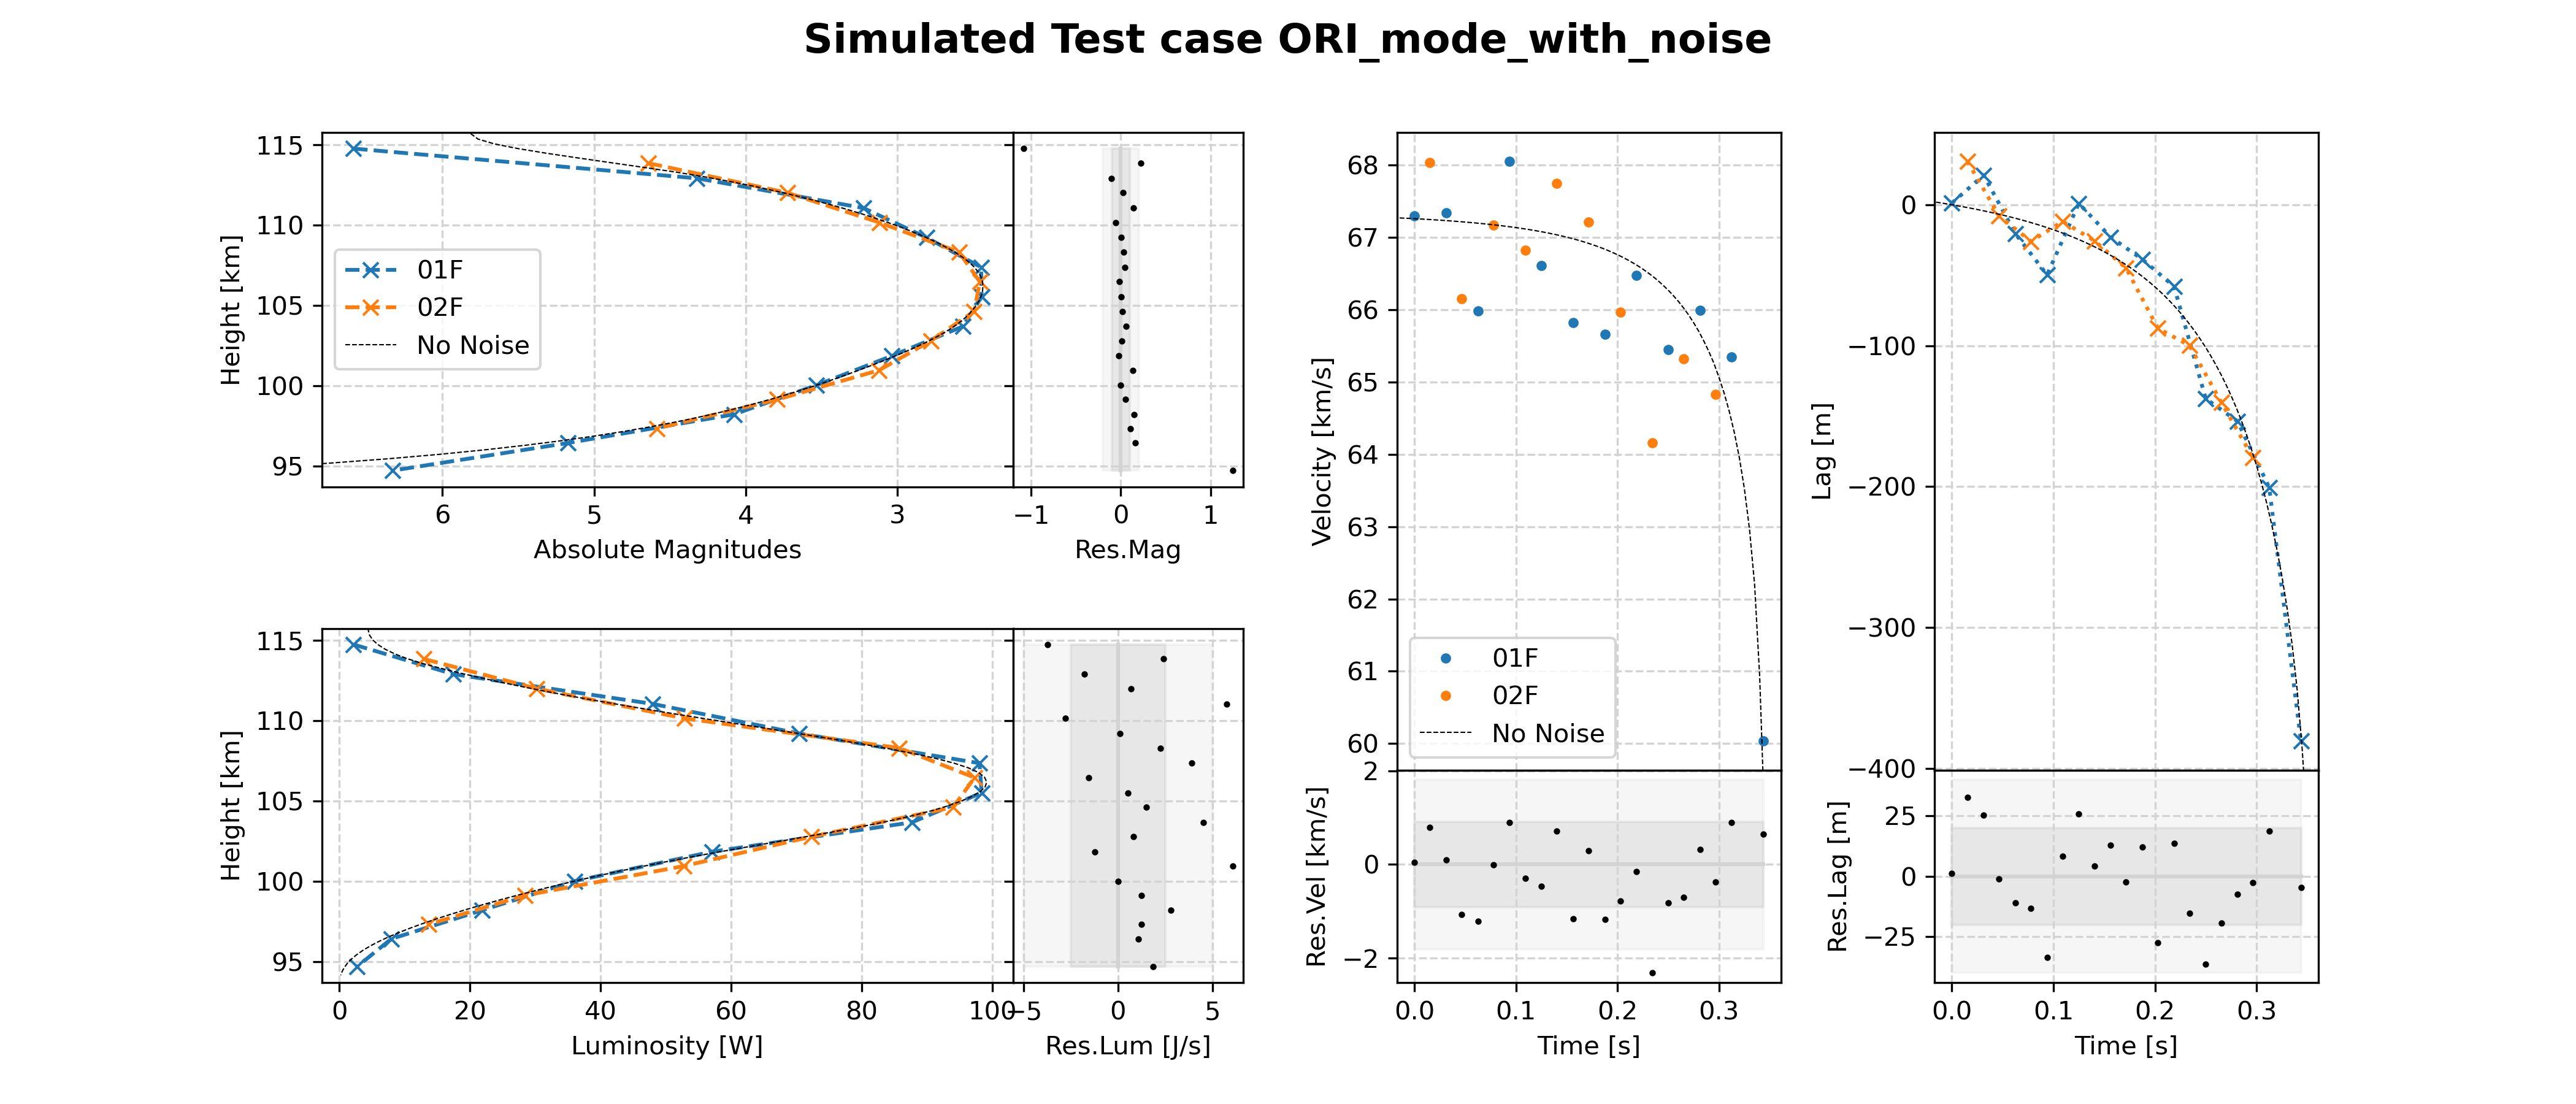 Simulated Test case ORI_mode_with_noise
115
110
105
100
95
Height [km]
01F
02F
No Noise
6
5
4
3
Absolute Magnitudes
−1
0
1
Res.Mag
115
110
105
100
95
Height [km]
0
20
40
60
80
100
Luminosity [W]
−5
0
5
Res.Lum [J/s]
68
67
66
65
64
63
62
61
60
Velocity [km/s]
01F
02F
No Noise
2
0
−2
Res.Vel [km/s]
0.0
0.1
0.2
0.3
Time [s]
0
−100
−200
−300
−400
Lag [m]
25
0
−25
Res.Lag [m]
0.0
0.1
0.2
0.3
Time [s]